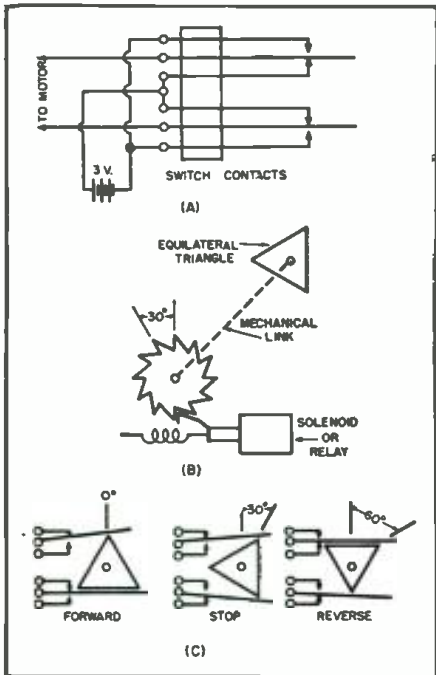 TO MOTOR
3 V.
SWITCH CONTACTS
(A)
EQUILATERAL
TRIANGLE
30°
MECHANICAL
LINK
SOLENOID
OR
RELAY
(B)
0°
30°
60°
FORWARD
STOP
REVERSE
(C)